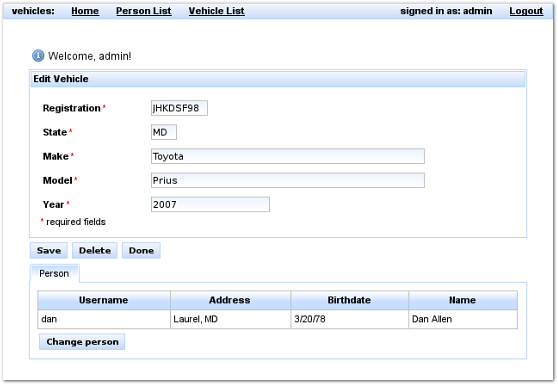 vehicles: Home Person List Vehicle List signed in as: admin Logout
Welcome, admin!
Edit Vehicle
Registration * JHKDSF98
State * MD
Make * Toyota
Model * Prius
Year * 2007
* required fields
Save Delete Done
Person
Username Address Birthdate Name
dan Laurel, MD 3/20/78 Dan Allen
Change person